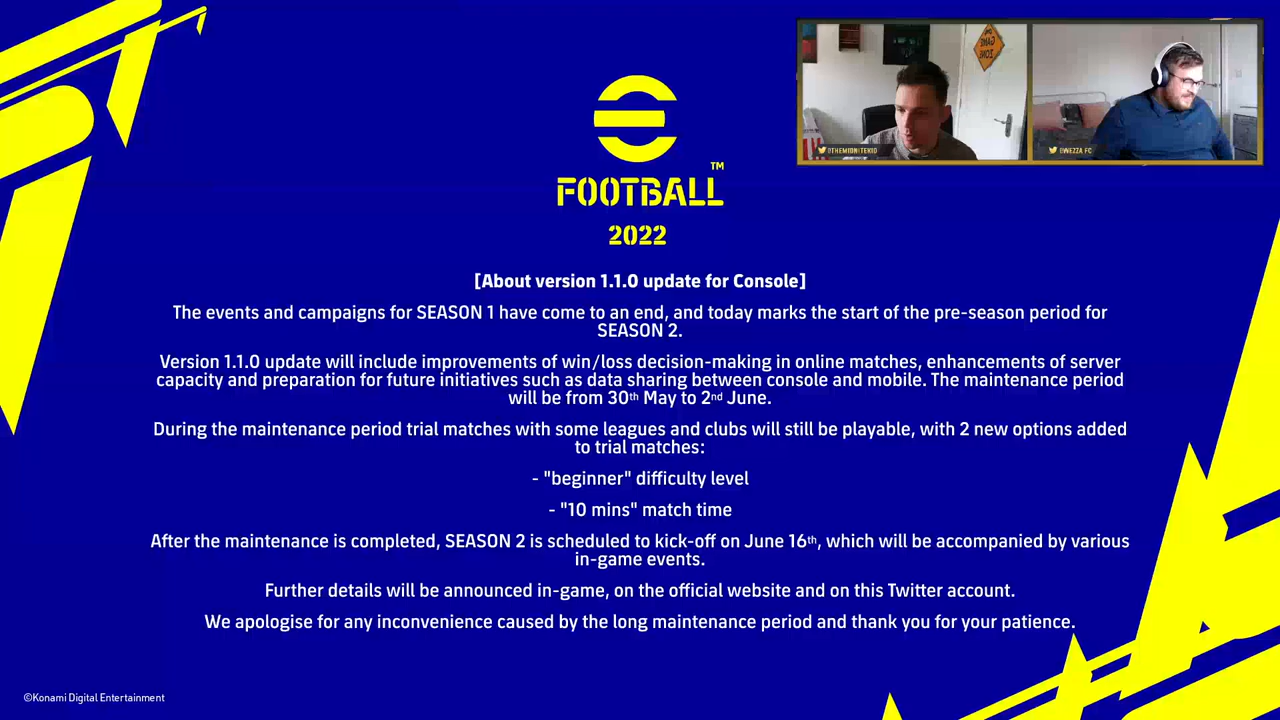 @THEMIDNITEKID
@WEZZA FC
TM
FOOTBALL
2022
[About version 1.1.0 update for Console]
The events and campaigns for SEASON 1 have come to an end, and today marks the start of the pre-season period for
SEASON 2.
Version 1.1.0 update will include improvements of win/loss decision-making in online matches, enhancements of server
capacity and preparation for future initiatives such as data sharing between console and mobile. The maintenance period
will be from 30th May to 2nd June.
During the maintenance period trial matches with some leagues and clubs will still be playable, with 2 new options added
to trial matches:
- "beginner" difficulty level
- "10 mins" match time
After the maintenance is completed, SEASON 2 is scheduled to kick-off on June 16th, which will be accompanied by various
in-game events.
Further details will be announced in-game, on the official website and on this Twitter account.
We apologise for any inconvenience caused by the long maintenance period and thank you for your patience.
©Konami Digital Entertainment